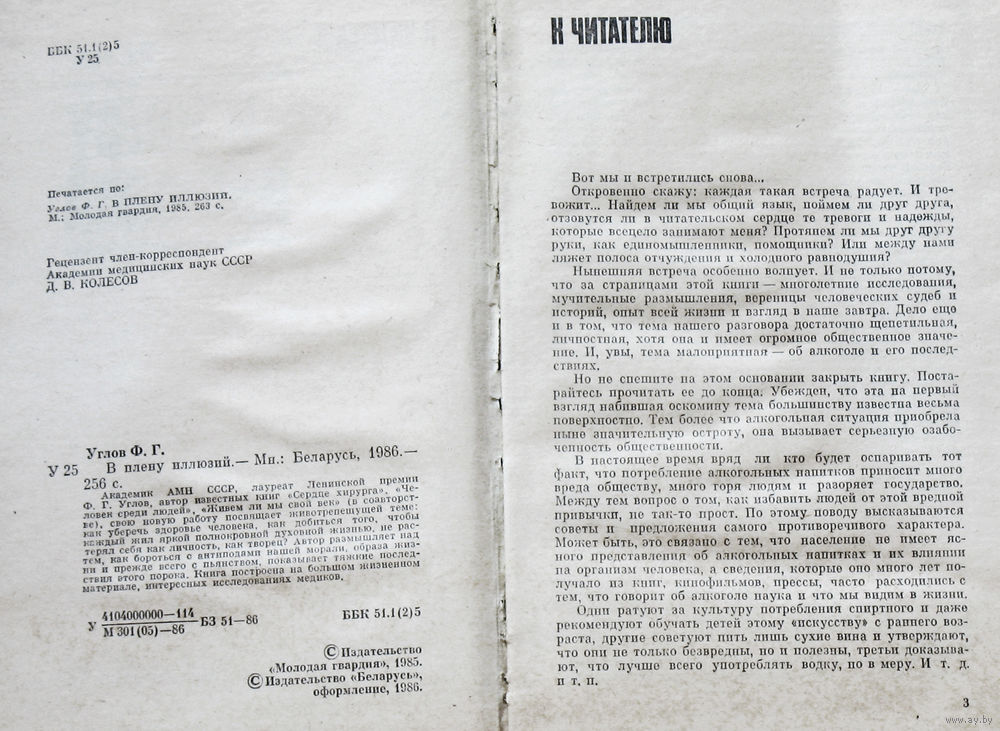 ББК 51.1(2)5
У 25
Печатается по:
Углов Ф. Г. В ПЛЕНУ ИЛЛЮЗИЙ.
М.: Молодая гвардия, 1985, 263 с.
Рецензент член-корреспондент
Академии медицинских наук СССР
Д. В. КОЛЕСОВ
Углов Ф. Г.
У 25 В плену иллюзий.— Мн.: Беларусь, 1986.—
256 с.
Академик АМН СССР, лауреат Ленинской премии
Ф. Г. Углов, автор известных книг «Сердце хирурга», «Че-
ловек среди людей», «Живем ли мы свой век» (в соавторст-
ве), свою новую работу посвящает животрепещущей теме:
как уберечь здоровье человека, как добиться того, чтобы
каждый жил яркой полнокровной духовной жизнью, не рас-
терял себя как личность, как творец? Автор размышляет над
тем, как бороться с антиподами нашей морали, образа жиз-
ни и прежде всего с пьянством, показывает тяжкие послед-
ствия этого порока. Книга построена на большом жизненном
материале, интересных исследованиях медиков.
У 4104000000—114
М 301(05)—86 БЗ 51—86 ББК 51.1(2)5
© Издательство
«Молодая гвардия», 1985.
© Издательство «Беларусь»,
оформление, 1986.
К ЧИТАТЕЛЮ
Вот мы и встретились снова...
Откровенно скажу: каждая такая встреча радует. И тре-
вожит... Найдем ли мы общий язык, поймем ли друг друга,
отзовутся ли в читательском сердце те тревоги и надежды,
которые всецело занимают меня? Протянем ли мы друг другу
руки, как единомышленники, помощники? Или между нами
ляжет полоса отчуждения и холодного равнодушия?
Нынешняя встреча особенно волнует. И не только потому,
что за страницами этой книги — многолетние исследования,
мучительные размышления, вереницы человеческих судеб и
историй, опыт всей жизни и взгляд в наше завтра. Дело еще
и в том, что тема нашего разговора достаточно щепетильная,
личностная, хотя она и имеет огромное общественное значе-
ние. И, увы, тема малоприятная — об алкоголе и его послед-
ствиях.
Но не спешите на этом основании закрыть книгу. Поста-
райтесь прочитать ее до конца. Убежден, что эта на первый
взгляд набившая оскомину тема большинству известна весьма
поверхностно. Тем более что алкогольная ситуация приобрела
ныне значительную остроту, она вызывает серьезную озабо-
ченность общественности.
В настоящее время вряд ли кто будет оспаривать тот
факт, что потребление алкогольных напитков приносит много
вреда обществу, много горя людям и разоряет государство.
Между тем вопрос о том, как избавить людей от этой вредной
привычки, не так-то прост. По этому поводу высказываются
советы и предложения самого противоречивого характера.
Может быть, это связано с тем, что население не имеет яс-
ного представления об алкогольных напитках и их влиянии
на организм человека, а сведения, которые оно много лет по-
лучало из книг, кинофильмов, прессы, часто расходились с
тем, что говорит об алкоголе наука и что мы видим в жизни.
Одни ратуют за культуру потребления спиртного и даже
рекомендуют обучать детей этому «искусству» с раннего воз-
раста, другие советуют пить лишь сухие вина и утверждают,
что они не только безвредны, но и полезны, третьи доказыва-
ют, что лучше всего употреблять водку, но в меру. И т. д.
и т. п.
3
www.ay.by